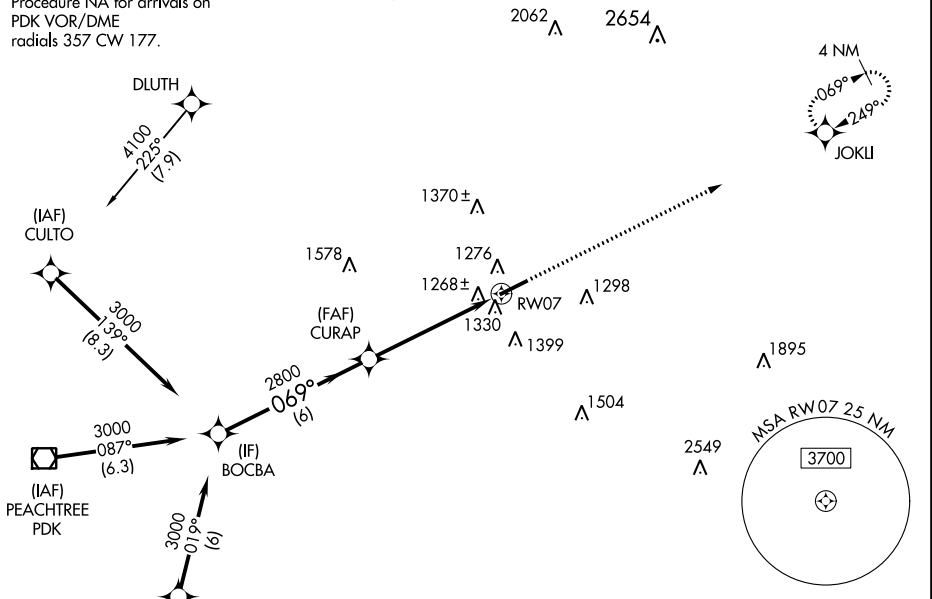 Procedure NA for arrivals on
PDK VOR/DME
radials 357 CW 177.
2062
2654
4 NM
069°
249°
JOKLI
DLUTH
4100
225°
(7.9)
(IAF)
CULTO
3000
139°
(8.3)
1370±
1578
1276
1268±
RW07
1298
1330
1399
(FAF)
CURAP
2800
069°
(6)
1895
1504
2549
MSA RW07 25 NM
3700
3000
087°
(6.3)
(IF)
BOCBA
(IAF)
PEACHTREE
PDK
3000
019°
(6)